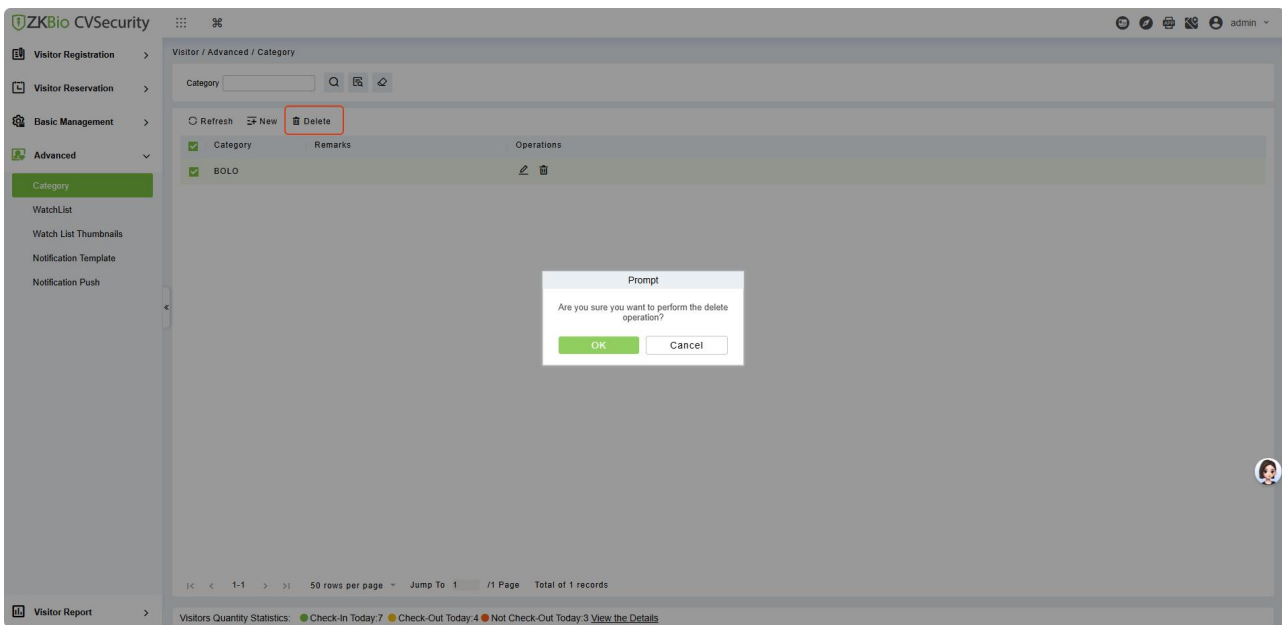 ZKBio CVSecurity
admin
Visitor Registration
Visitor Reservation
Basic Management
Advanced
Category
WatchList
Watch List Thumbnails
Notification Template
Notification Push
Visitor Report
Visitor / Advanced / Category
Category
Refresh New Delete
Category Remarks Operations
BOLO
Prompt
Are you sure you want to perform the delete
operation?
OK Cancel
1-1 50 rows per page Jump To 1 /1 Page Total of 1 records
Visitors Quantity Statistics: Check-In Today:7 Check-Out Today:4 Not Check-Out Today:3 View the Details